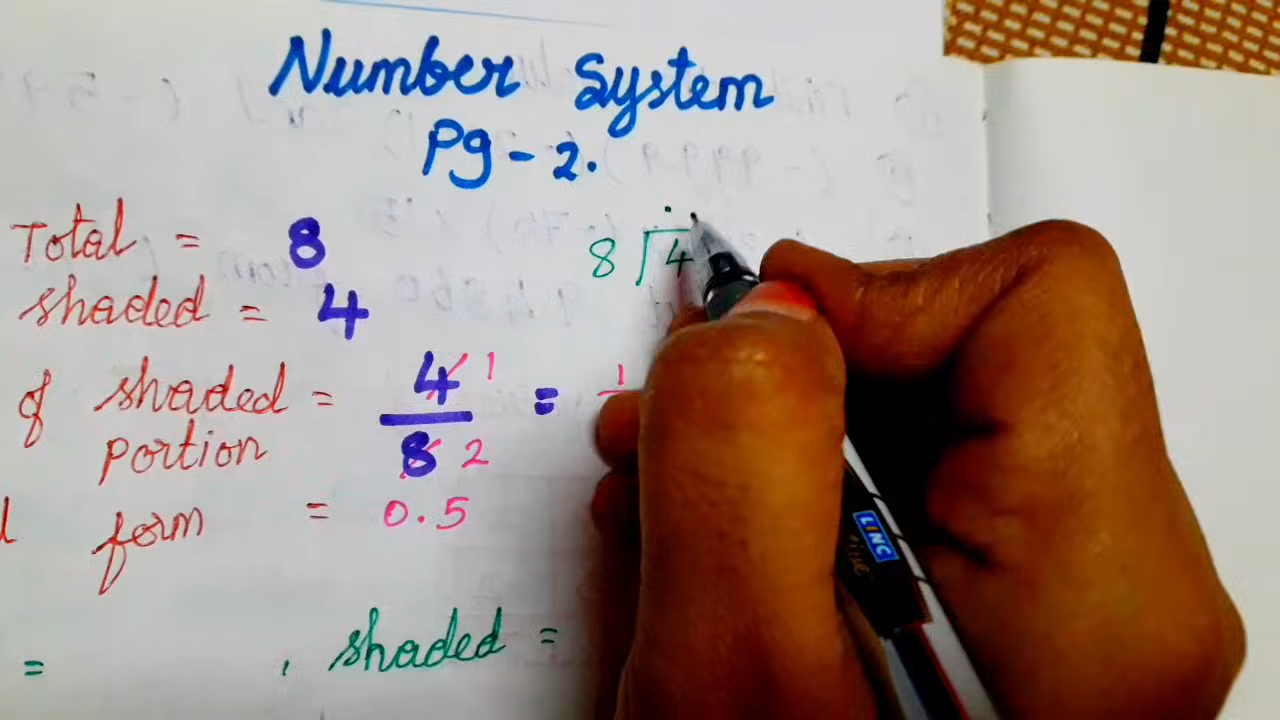 Number System
Pg - 2.
Total = 8
8 4
shaded = 4
of shaded = 4 1 = 1
portion 8 2
form = 0.5
= , shaded =
LINC